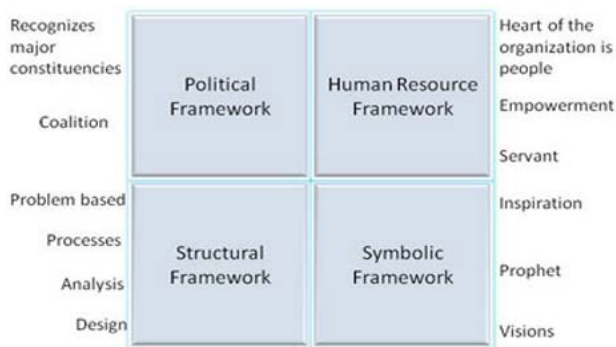 Recognizes
major
constituencies
Coalition
Political
Framework
Human Resource
Framework
Heart of the
organization is
people
Empowerment
Servant
Problem based
Processes
Analysis
Design
Structural
Framework
Symbolic
Framework
Inspiration
Prophet
Visions